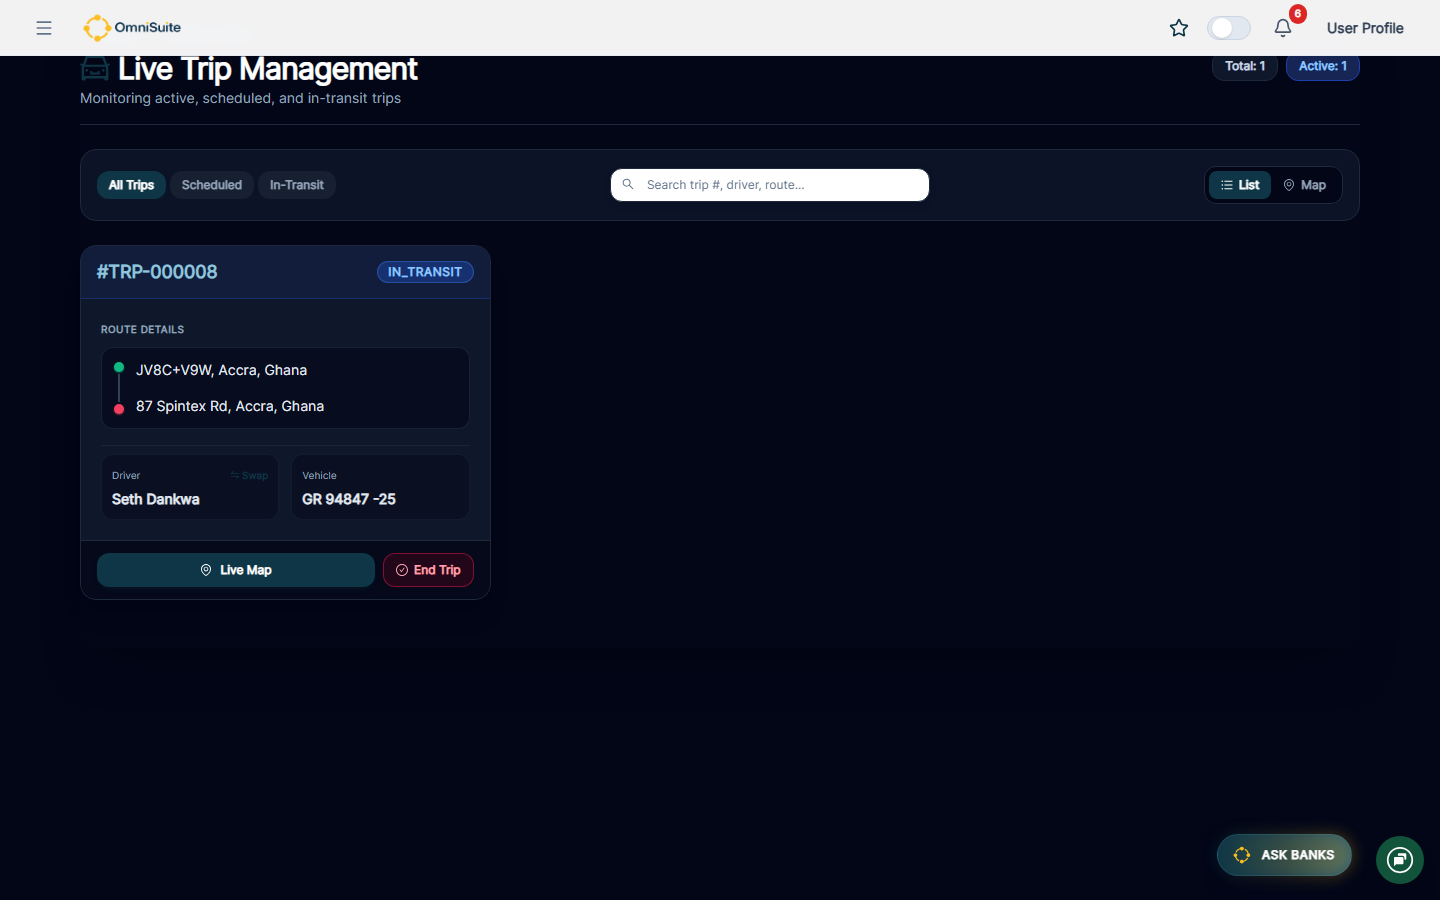 OmniSuite
6
User Profile
Live Trip Management
Total: 1
Active: 1
Monitoring active, scheduled, and in-transit trips
All Trips
Scheduled
In-Transit
Search trip #, driver, route...
List
Map
#TRP-000008
IN_TRANSIT
ROUTE DETAILS
JV8C+V9W, Accra, Ghana
87 Spintex Rd, Accra, Ghana
Driver
Swap
Seth Dankwa
Vehicle
GR 94847 -25
Live Map
End Trip
ASK BANKS